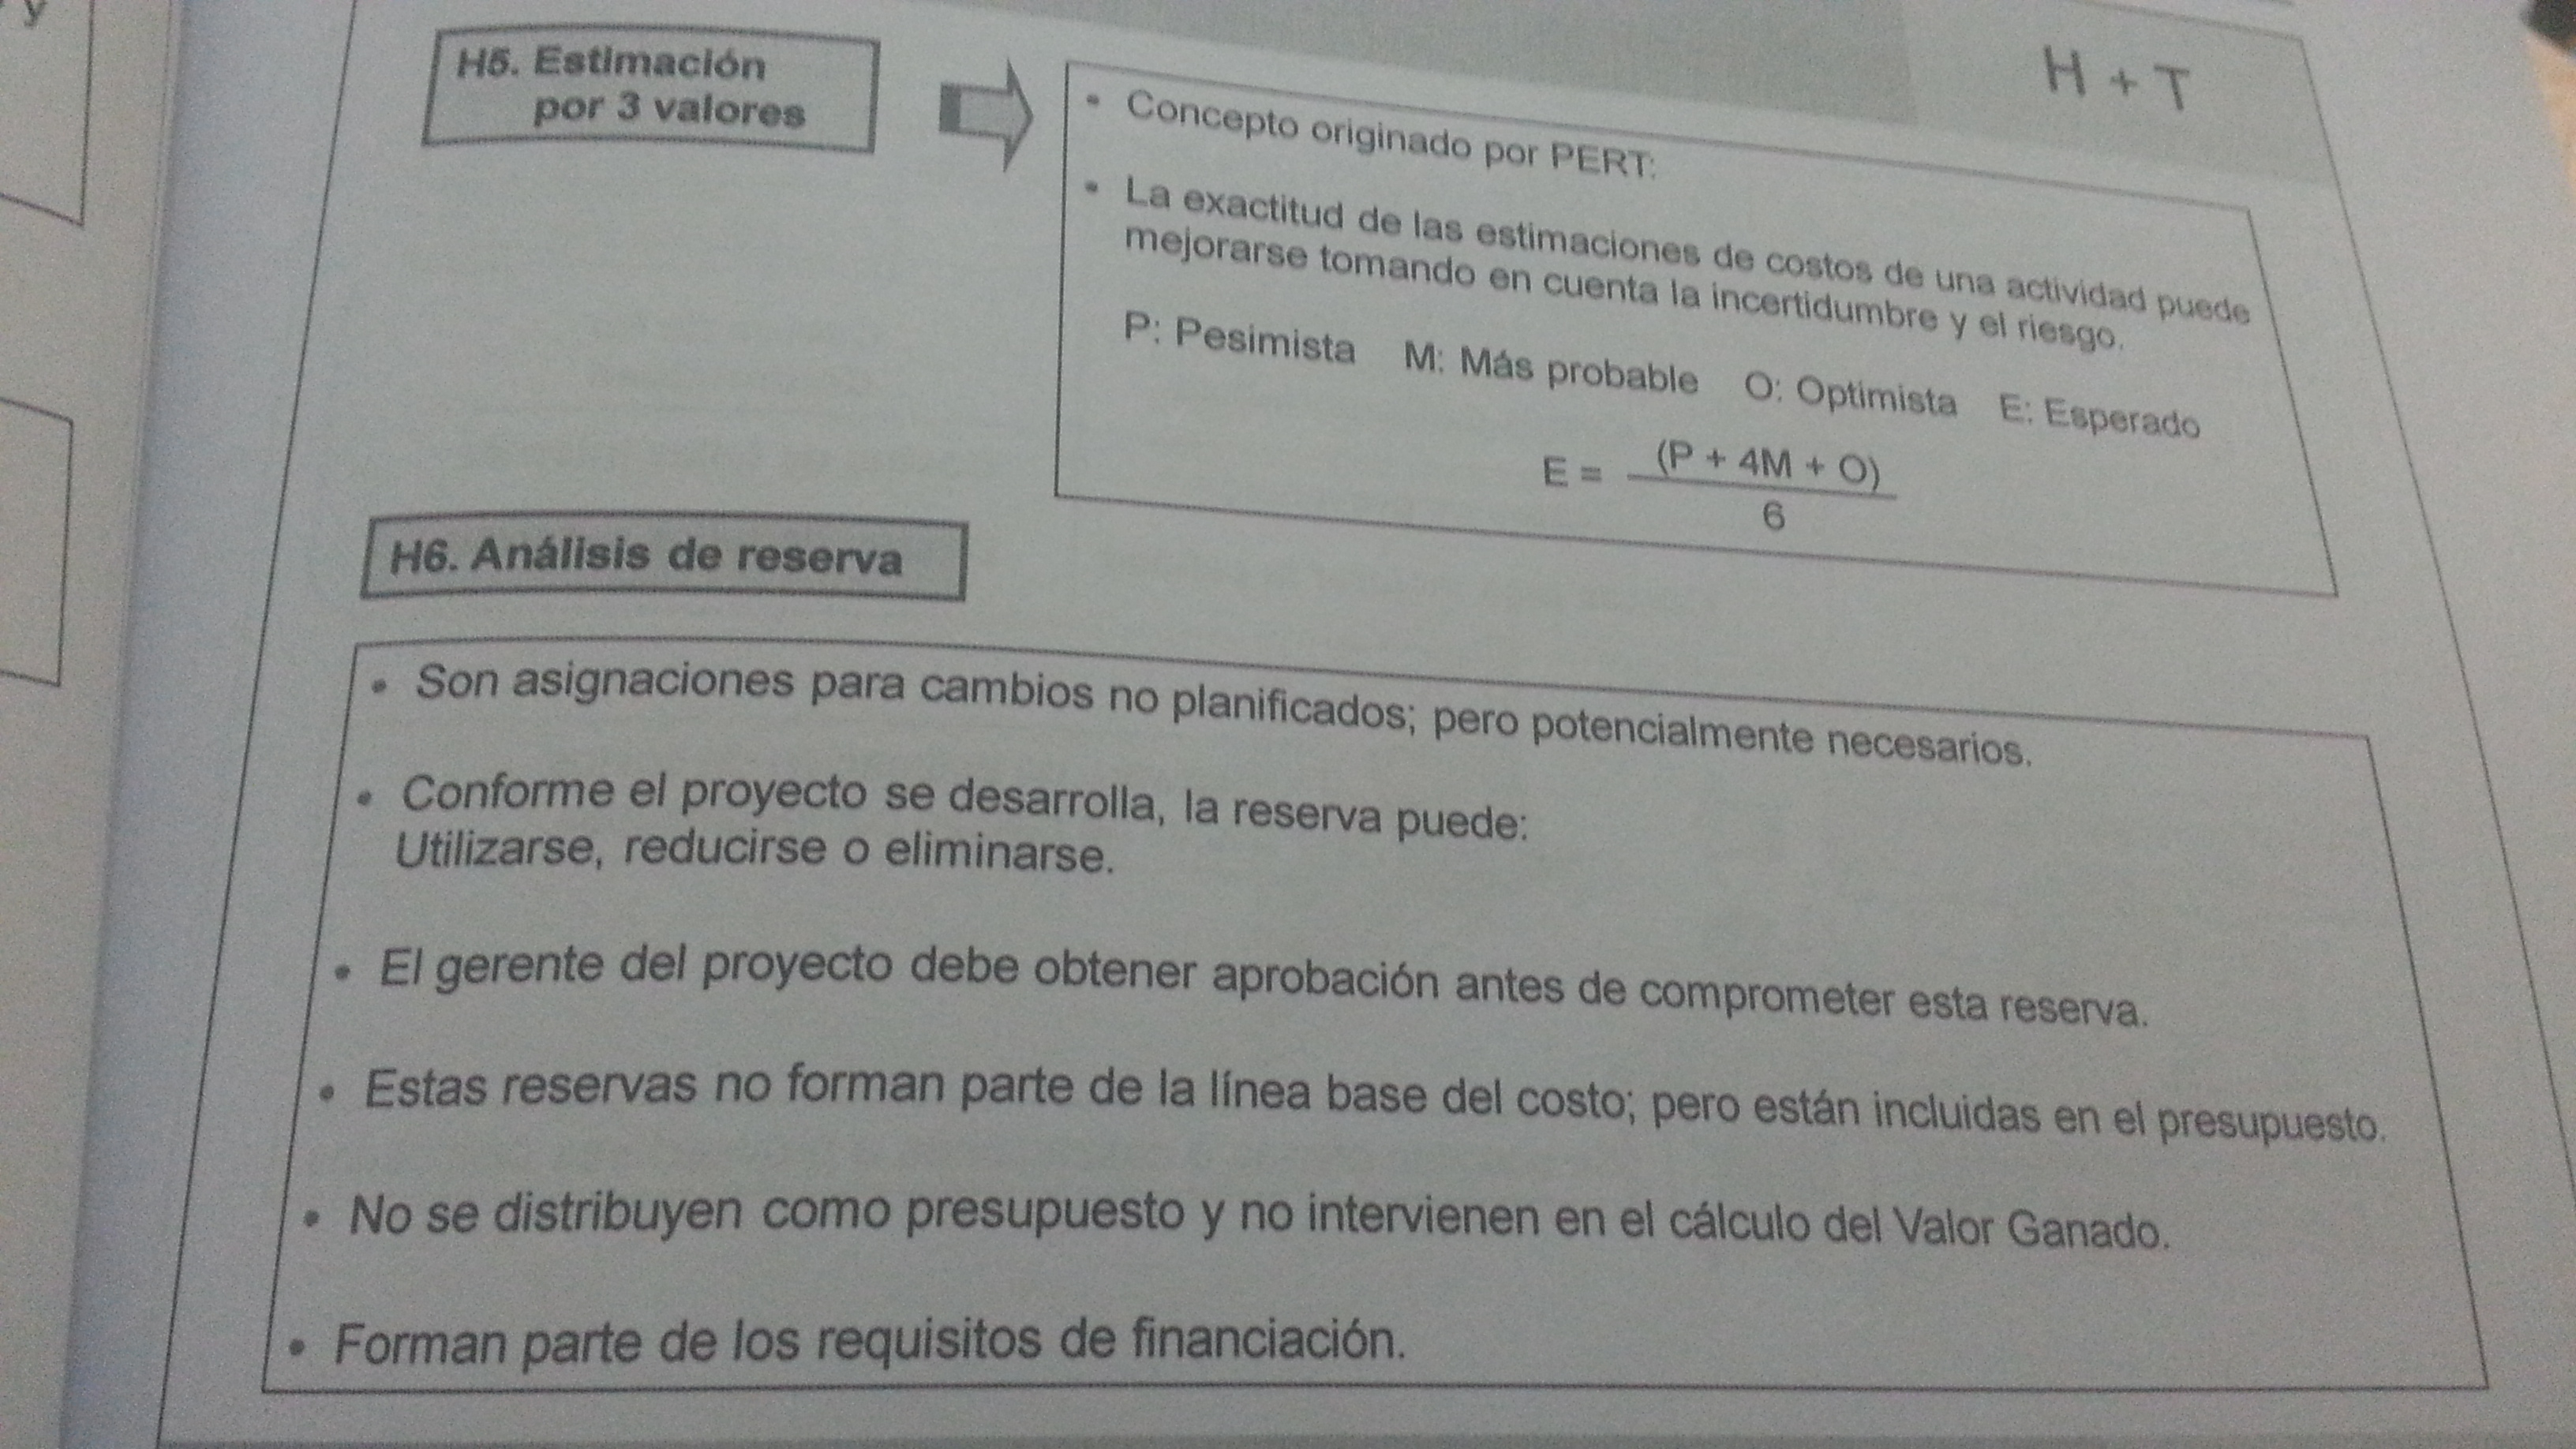 y
H + T
H5. Estimación
por 3 valores
• Concepto originado por PERT:
• La exactitud de las estimaciones de costos de una actividad puede
mejorarse tomando en cuenta la incertidumbre y el riesgo.
P: Pesimista M: Más probable O: Optimista E: Esperado
E = (P + 4M + O)
6
H6. Análisis de reserva
• Son asignaciones para cambios no planificados; pero potencialmente necesarios.
• Conforme el proyecto se desarrolla, la reserva puede:
Utilizarse, reducirse o eliminarse.
• El gerente del proyecto debe obtener aprobación antes de comprometer esta reserva.
• Estas reservas no forman parte de la línea base del costo; pero están incluidas en el presupuesto.
• No se distribuyen como presupuesto y no intervienen en el cálculo del Valor Ganado.
• Forman parte de los requisitos de financiación.